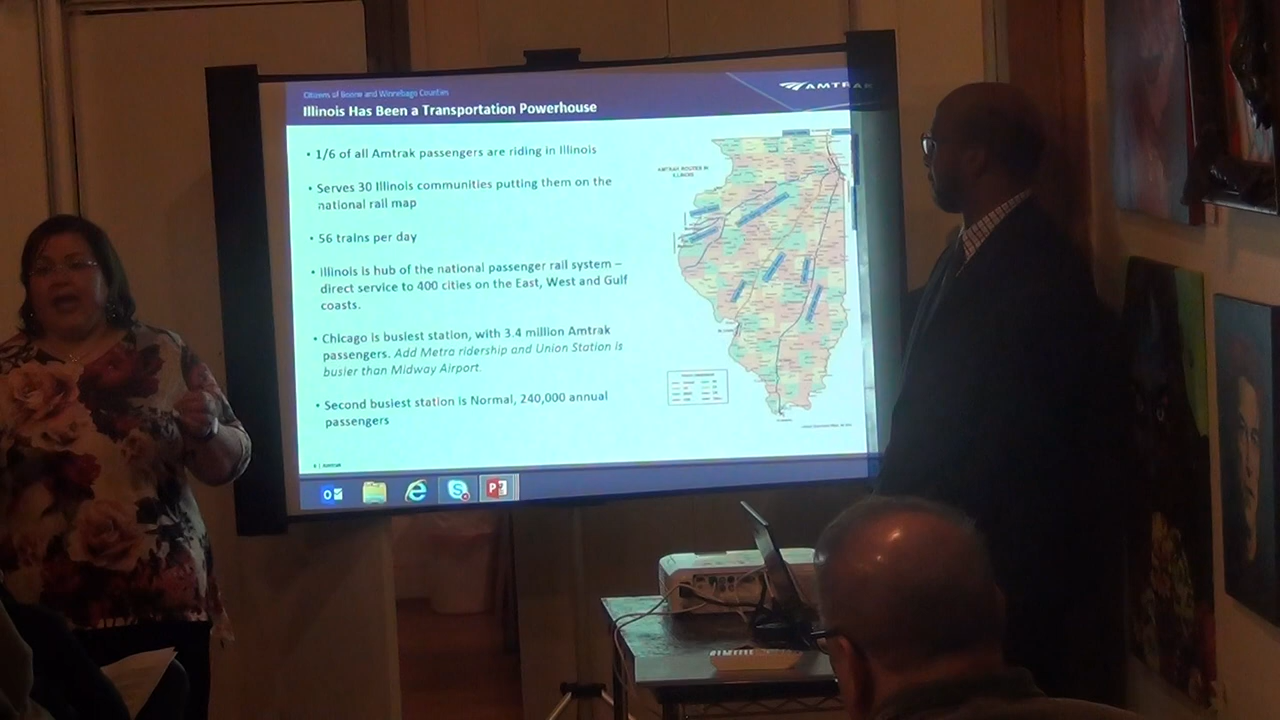 Citizens of Boone and Winnebago Counties
Illinois Has Been a Transportation Powerhouse
AMTRAK
• 1/6 of all Amtrak passengers are riding in Illinois
• Serves 30 Illinois communities putting them on the
national rail map
• 56 trains per day
• Illinois is hub of the national passenger rail system –
direct service to 400 cities on the East, West and Gulf
coasts.
• Chicago is busiest station, with 3.4 million Amtrak
passengers. Add Metra ridership and Union Station is
busier than Midway Airport.
• Second busiest station is Normal, 240,000 annual
passengers
AMTRAK ROUTES IN
ILLINOIS